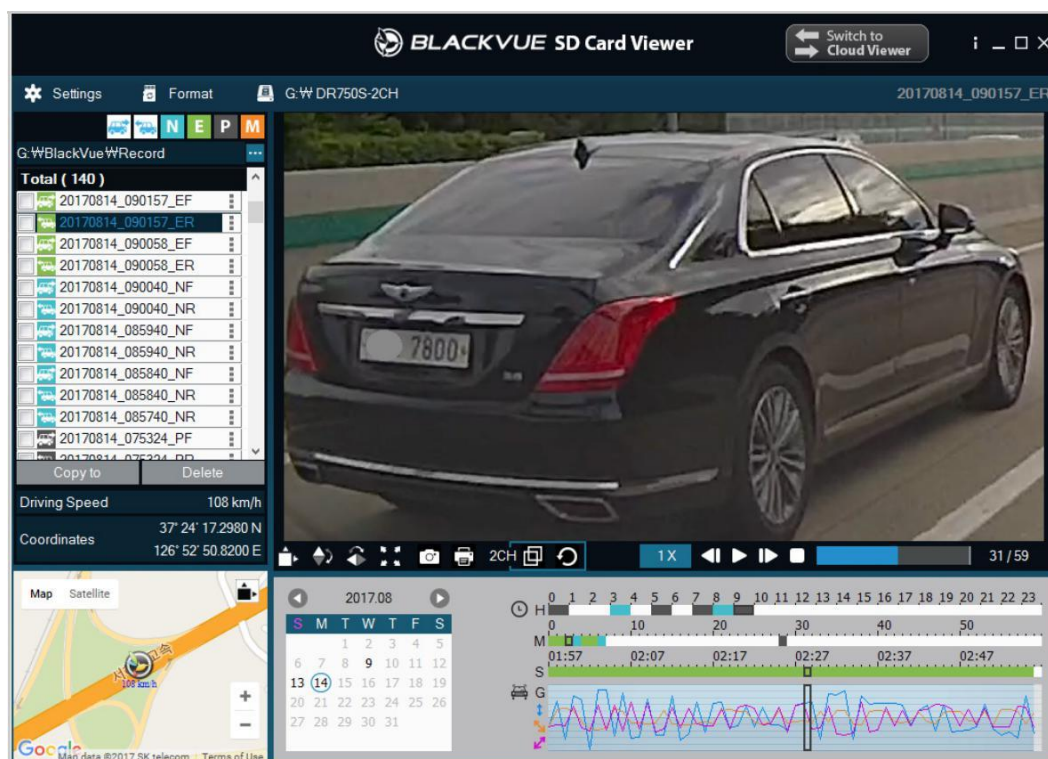 BLACKVUE SD Card Viewer
Switch to
Cloud Viewer
Settings
Format
G:₩ DR750S-2CH
20170814_090157_ER
N E P M
G:₩BlackVue₩Record
Total ( 140 )
20170814_090157_EF
20170814_090157_ER
20170814_090058_EF
20170814_090058_ER
20170814_090040_NF
20170814_090040_NR
20170814_085940_NF
20170814_085940_NR
20170814_085840_NF
20170814_085840_NR
20170814_085740_NR
20170814_075324_PF
20170814_075324_PR
Copy to
Delete
Driving Speed 108 km/h
Coordinates
37° 24' 17.2980 N
126° 52' 50.8200 E
7800
2CH
1X
31 / 59
Map Satellite
108 km/h
+
−
Google
Map data ©2017 SK telecom Terms of Use
2017.08
S M T W T F S
1 2 3 4 5
6 7 8 9 10 11 12
13 14 15 16 17 18 19
20 21 22 23 24 25 26
27 28 29 30 31
0 1 2 3 4 5 6 7 8 9 10 11 12 13 14 15 16 17 18 19 20 21 22 23
H
0 10 20 30 40 50
M
01:57 02:07 02:17 02:27 02:37 02:47
S
G